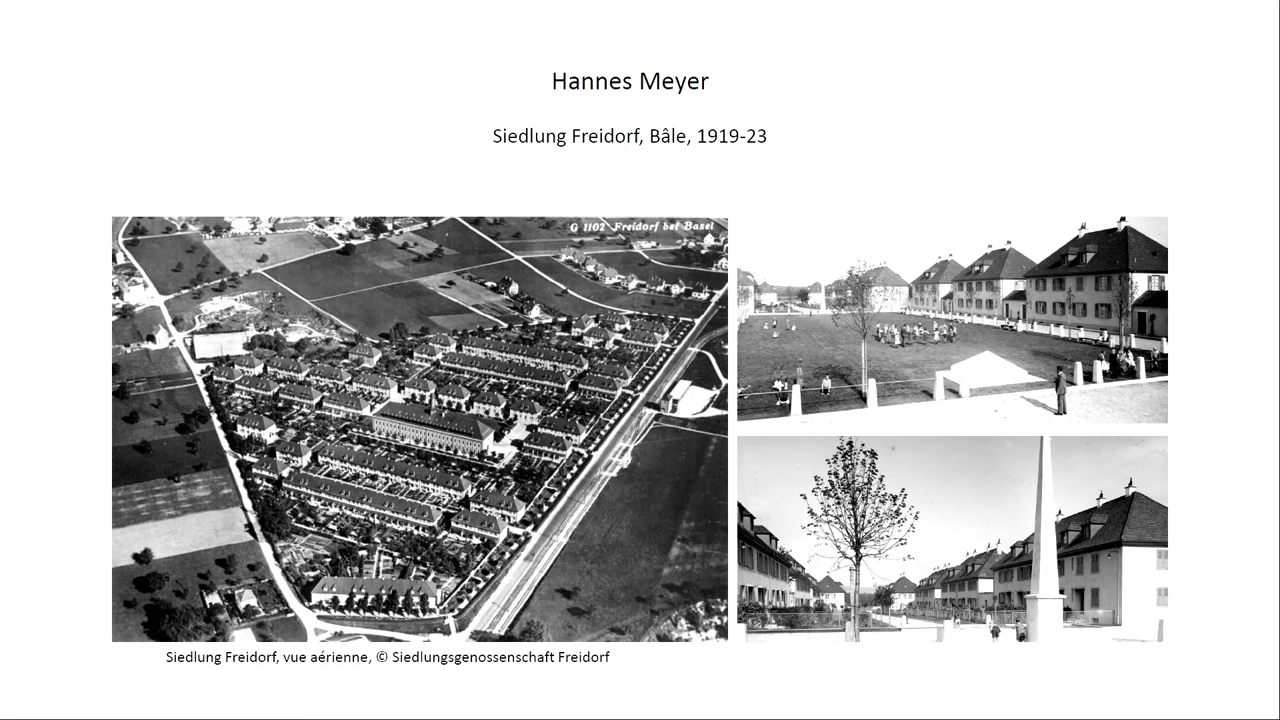 Hannes Meyer
Siedlung Freidorf, Bâle, 1919-23
G 1102 Freidorf bei Basel
Siedlung Freidorf, vue aérienne, © Siedlungsgenossenschaft Freidorf